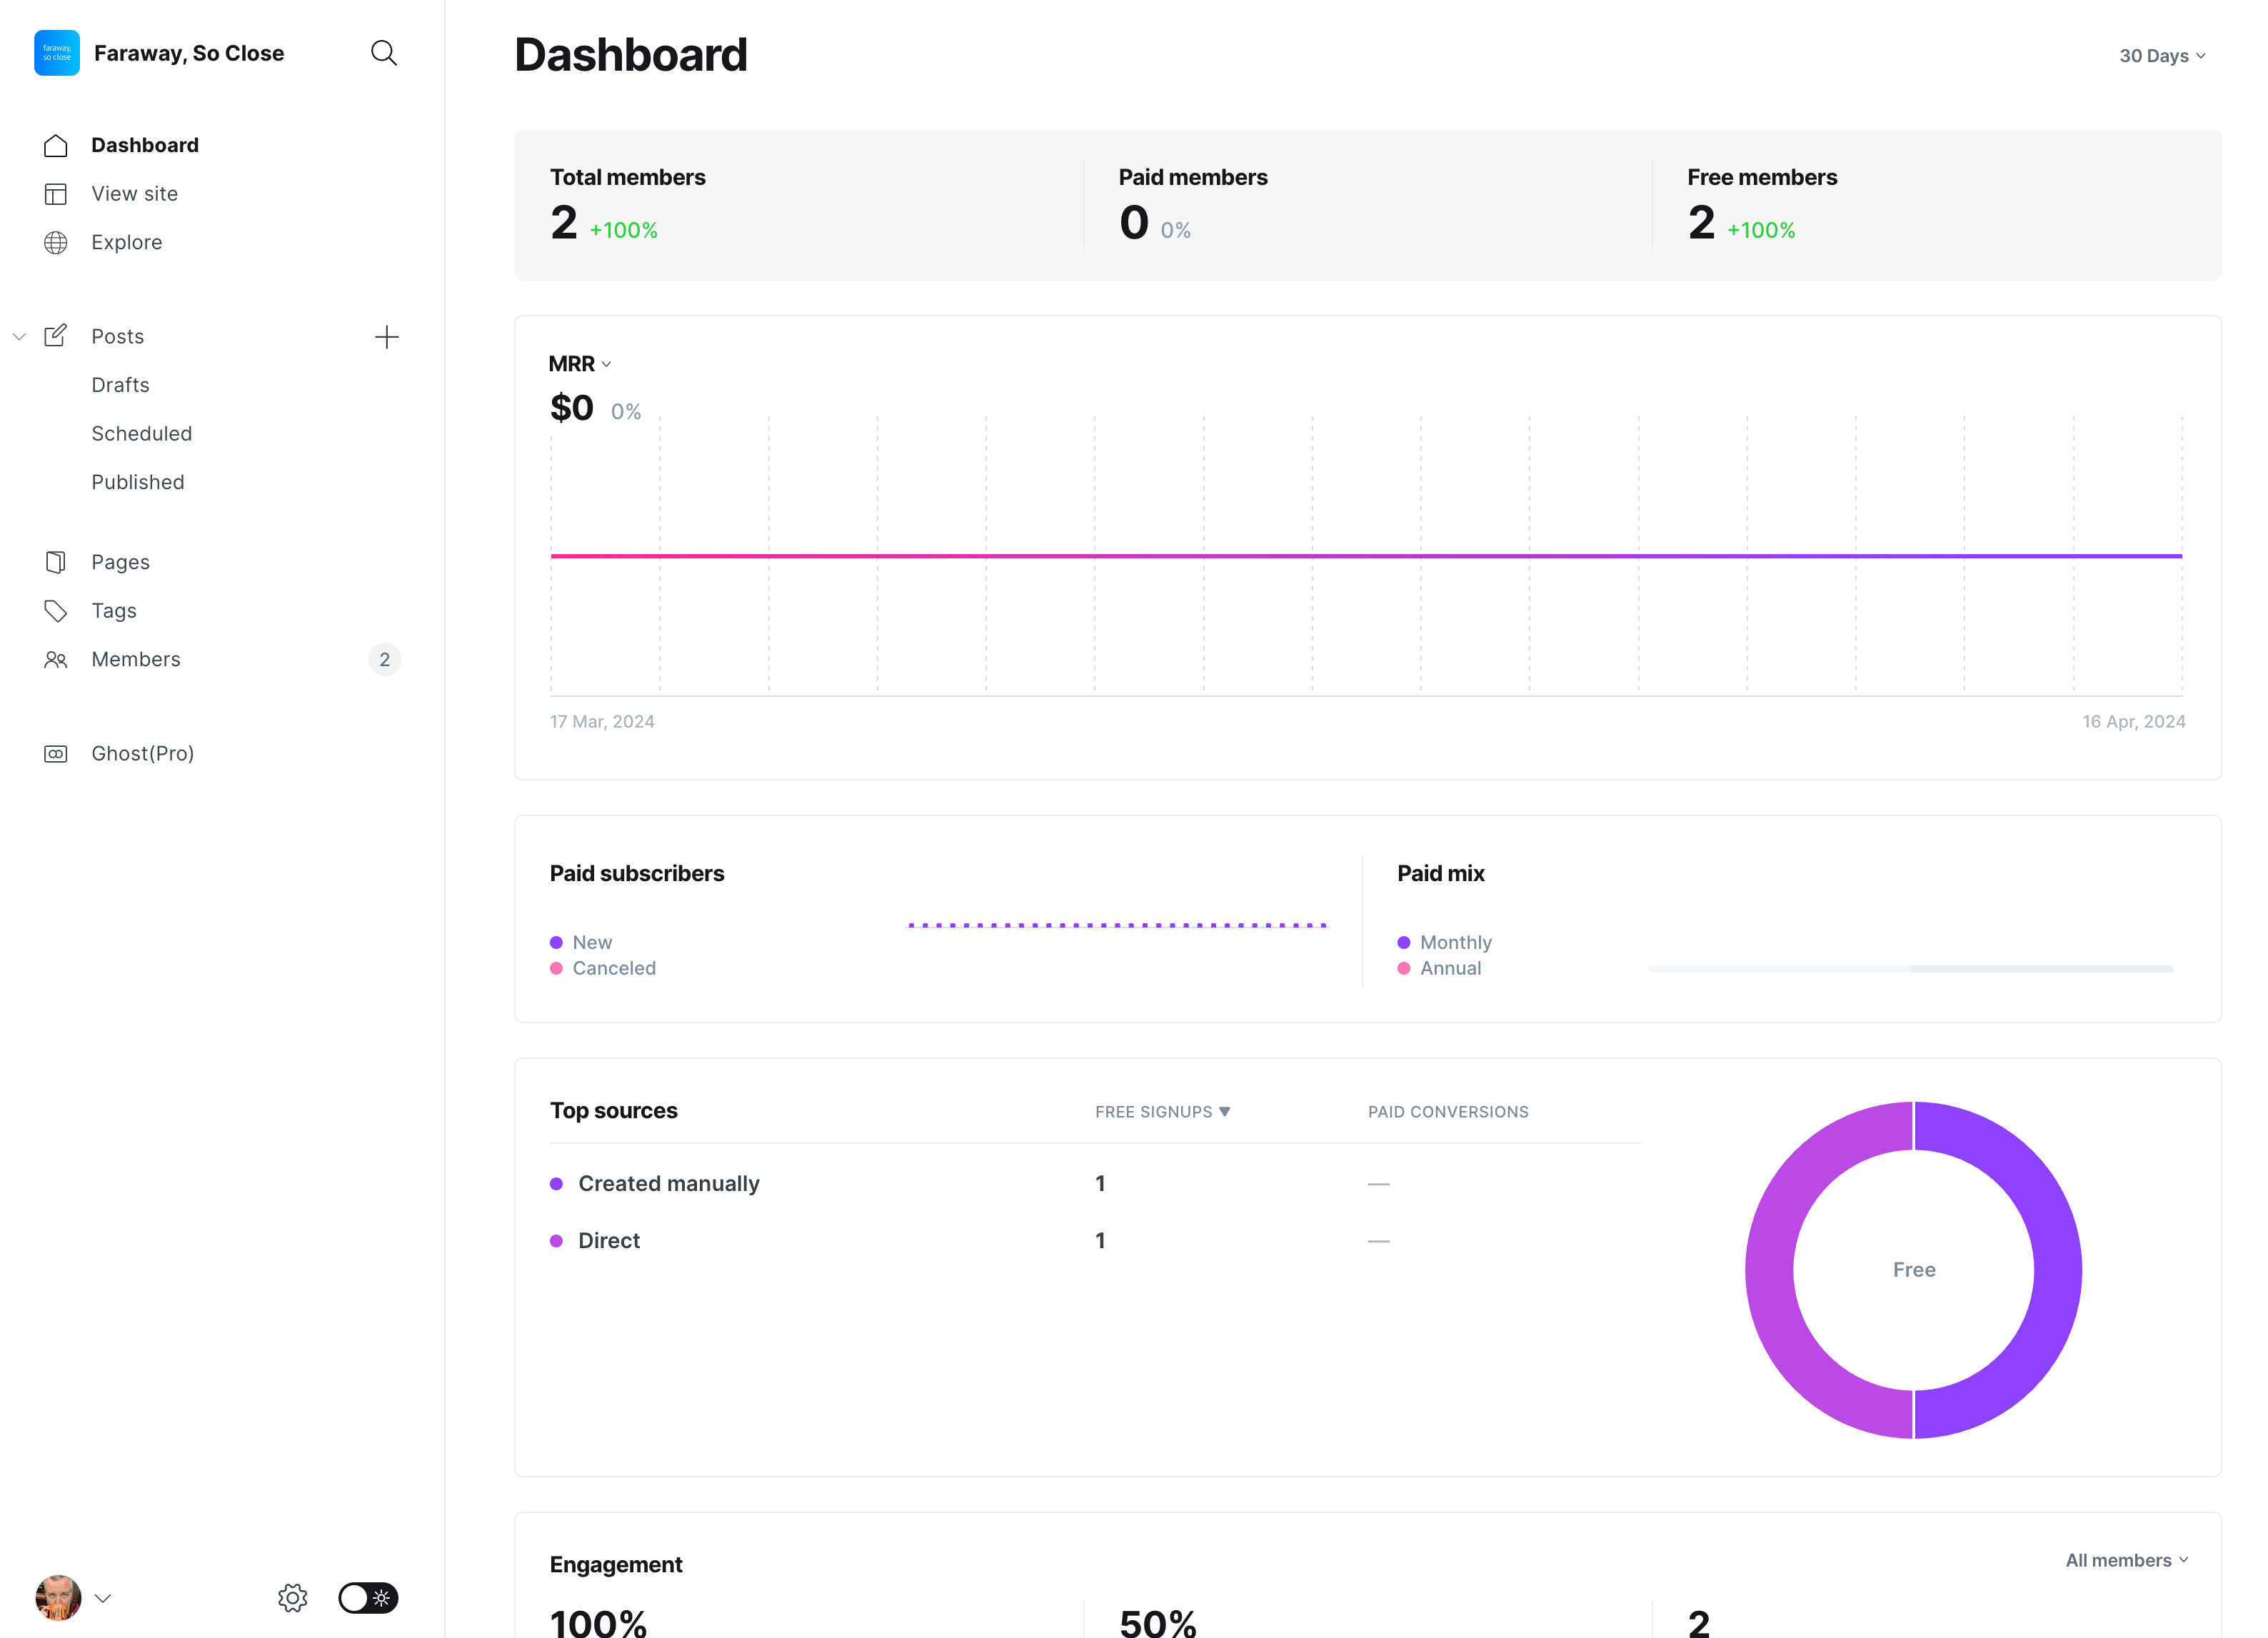 faraway,
so close
Faraway, So Close
Dashboard
View site
Explore
Posts
Drafts
Scheduled
Published
Pages
Tags
Members 2
Ghost(Pro)
Dashboard
30 Days
Total members
2 +100%
Paid members
0 0%
Free members
2 +100%
MRR
$0 0%
17 Mar, 2024
16 Apr, 2024
Paid subscribers
New
Canceled
Paid mix
Monthly
Annual
Top sources FREE SIGNUPS ▼ PAID CONVERSIONS
Created manually 1 —
Direct 1 —
Free
Engagement
All members
100%
50%
2